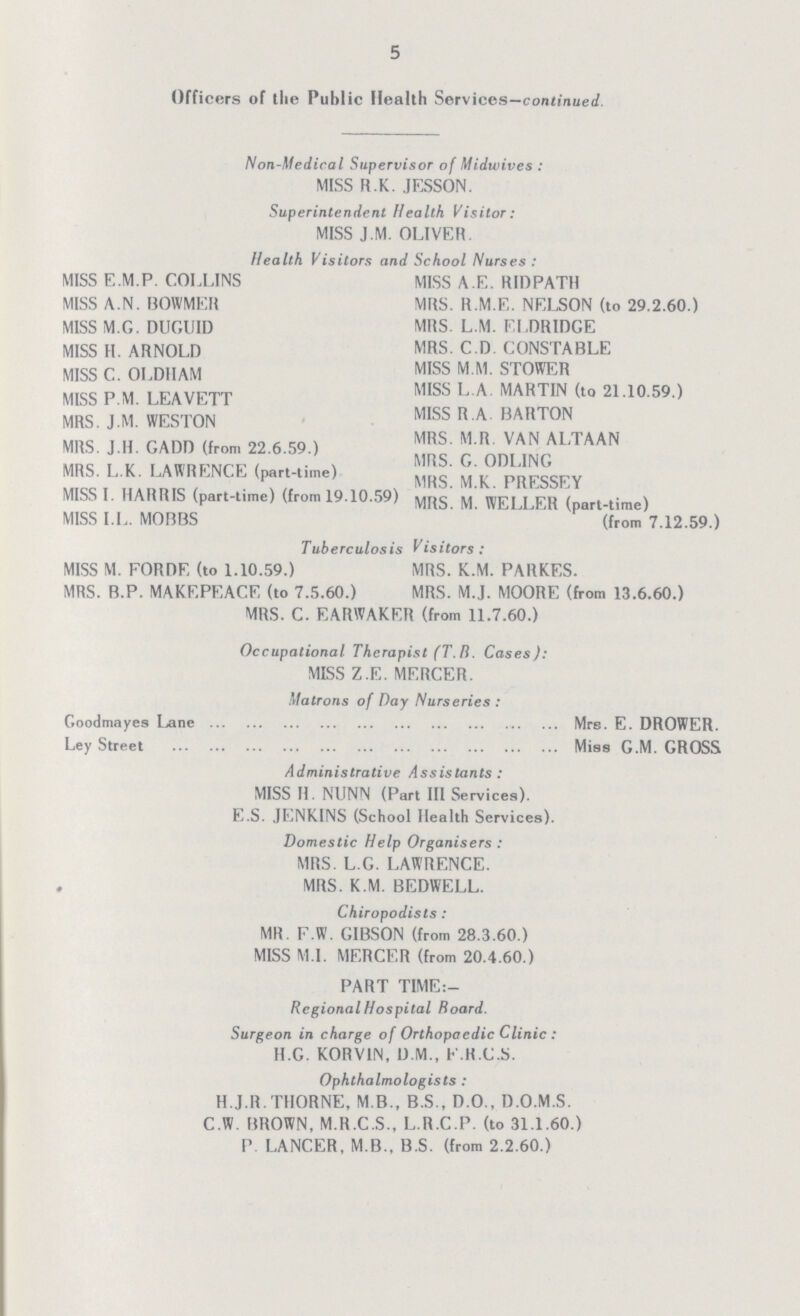 5
Officers of the Public Health Services—continued.
Non-Medical Supervisor of Midwives :
MISS R.K. JESSON.
Superintendent Health Visitor:
MISS J.M. OLIVER.
Health Visitors and School Nurses :
MISS E.M.P. COLLINS
MISS A.N. BOWMER
MISS M.G. DUGUID
MISS H. ARNOLD
MISS C. OLDHAM
MISS P.M. LEAVETT
MRS. J.M. WESTON
MRS. J.H. GADD (from 22.6.59.)
MRS. L.K. LAWRENCE (part-time)
MISS I. HARRIS (part-time) (from 19.10.59)
MISS I.L. MOBBS
MISS A.E. RIDPATH
MRS. R.M.E. NELSON (to 29.2.60.)
MRS. L.M. ELDRIDGE
MRS. C.D. CONSTABLE
MISS M.M. STOWER
MISS L.A. MARTIN (to 21.10.59.)
MISS R.A. BARTON
MRS. M.R. VAN ALTAAN
MRS. G. ODLING
MRS. M.K. PRESSEY
MRS. M. WELLER (part-time)
(from 7.12.59.)
Tuberculosis Visitors :
MISS M. FORDE (to 1.10.59.) MRS. K.M. PARKES.
MRS. B.P. MAKEPEACE (to 7.5.60.) MRS. M.J. MOORE (from 13.6.60.)
MRS. C. EARWAKER (from 11.7.60.)
Occupational Therapist (T.B. Cases):
MISS Z.E. MERCER.
Matrons of Day Nurseries :
Goodmayes Lane ... ... ... ... ... ... ... ... ... ... Mrs. E. DROWER.
Ley Street ... ... ... ... ... ... ... ... ... ... ... Miss G.M. GROSS.
Administrative Assistants :
MISS H. NUNN (Part III Services).
E.S. JENKINS (School Health Services).
Domestic Help Organisers :
MRS. L.G. LAWRENCE.
MRS. K.M. BEDWELL.
Chiropodists :
MR. F.W. GIBSON (from 28.3.60.)
MISS M.I. MERCER (from 20.4.60.)
PART TIME:—
Regional Hospital Board.
Surgeon in charge of Orthopaedic Clinic :
H.G. KORVIN, D.M., F.R.C.S.
Ophthalmologists :
H.J.R. THORNE, M.B., B.S., D.O., D.O.M.S.
C.W. BROWN, M.R.C.S., L.R.C.P. (to 31.1.60.)
P. LANCER, M.B., B.S. (from 2.2.60.)